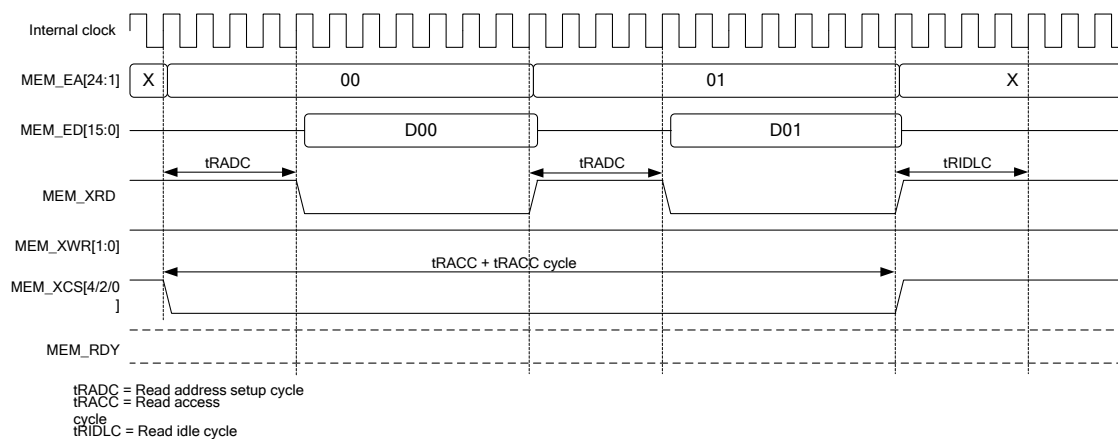 Internal clock
MEM_EA[24:1] X 00 01 X
MEM_ED[15:0] D00 D01
tRADC tRADC tRIDLC
MEM_XRD
MEM_XWR[1:0]
tRACC + tRACC cycle
MEM_XCS[4/2/0
]
MEM_RDY
tRADC = Read address setup cycle
tRACC = Read access
cycle
tRIDLC = Read idle cycle